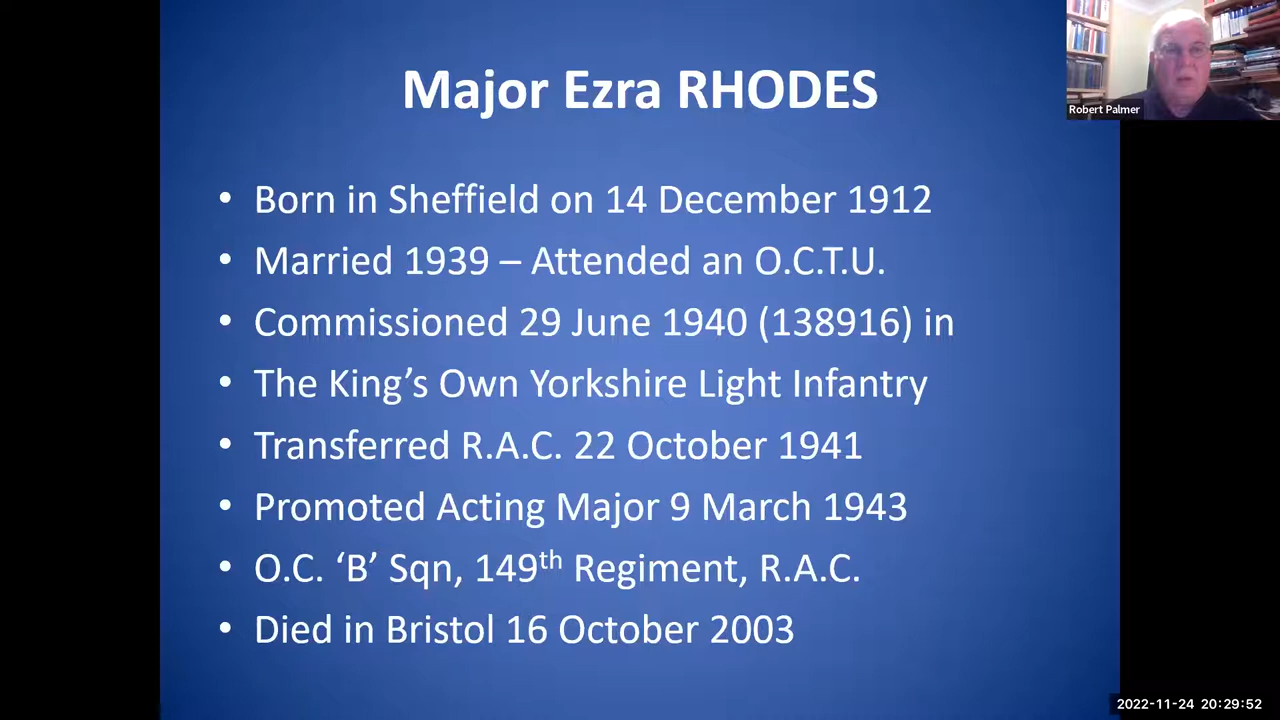 Major Ezra RHODES
Robert Palmer
• Born in Sheffield on 14 December 1912
• Married 1939 – Attended an O.C.T.U.
• Commissioned 29 June 1940 (138916) in
• The King’s Own Yorkshire Light Infantry
• Transferred R.A.C. 22 October 1941
• Promoted Acting Major 9 March 1943
• O.C. ‘B’ Sqn, 149th Regiment, R.A.C.
• Died in Bristol 16 October 2003
2022-11-24 20:29:52